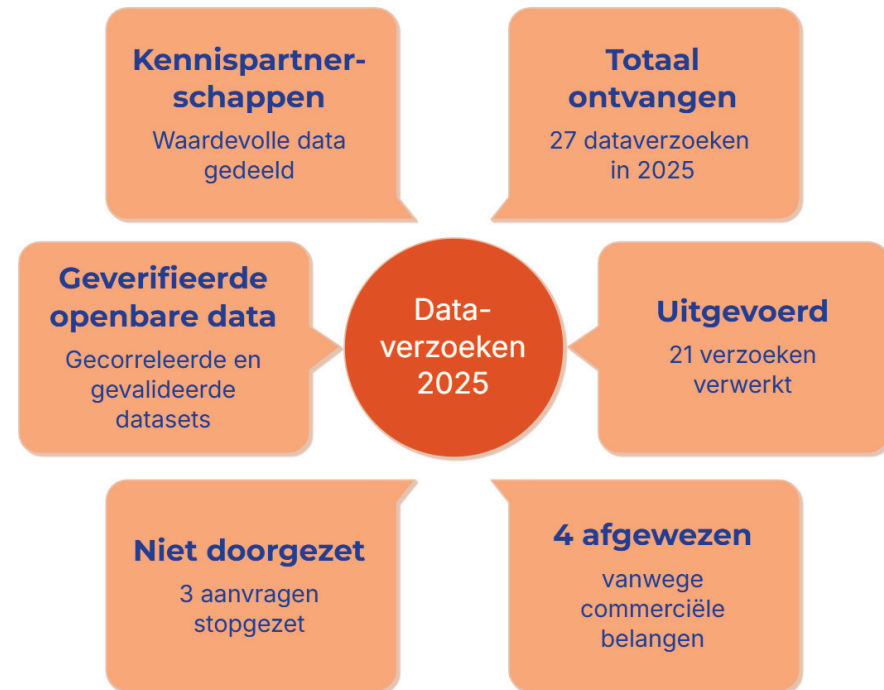 Kennispartner-
schappen
Waardevolle data
gedeeld
Totaal
ontvangen
27 dataverzoeken
in 2025
Geverifieerde
openbare data
Gecorreleerde en
gevalideerde
datasets
Data-
verzoeken
2025
Uitgevoerd
21 verzoeken
verwerkt
Niet doorgezet
3 aanvragen
stopgezet
4 afgewezen
vanwege
commerciële
belangen